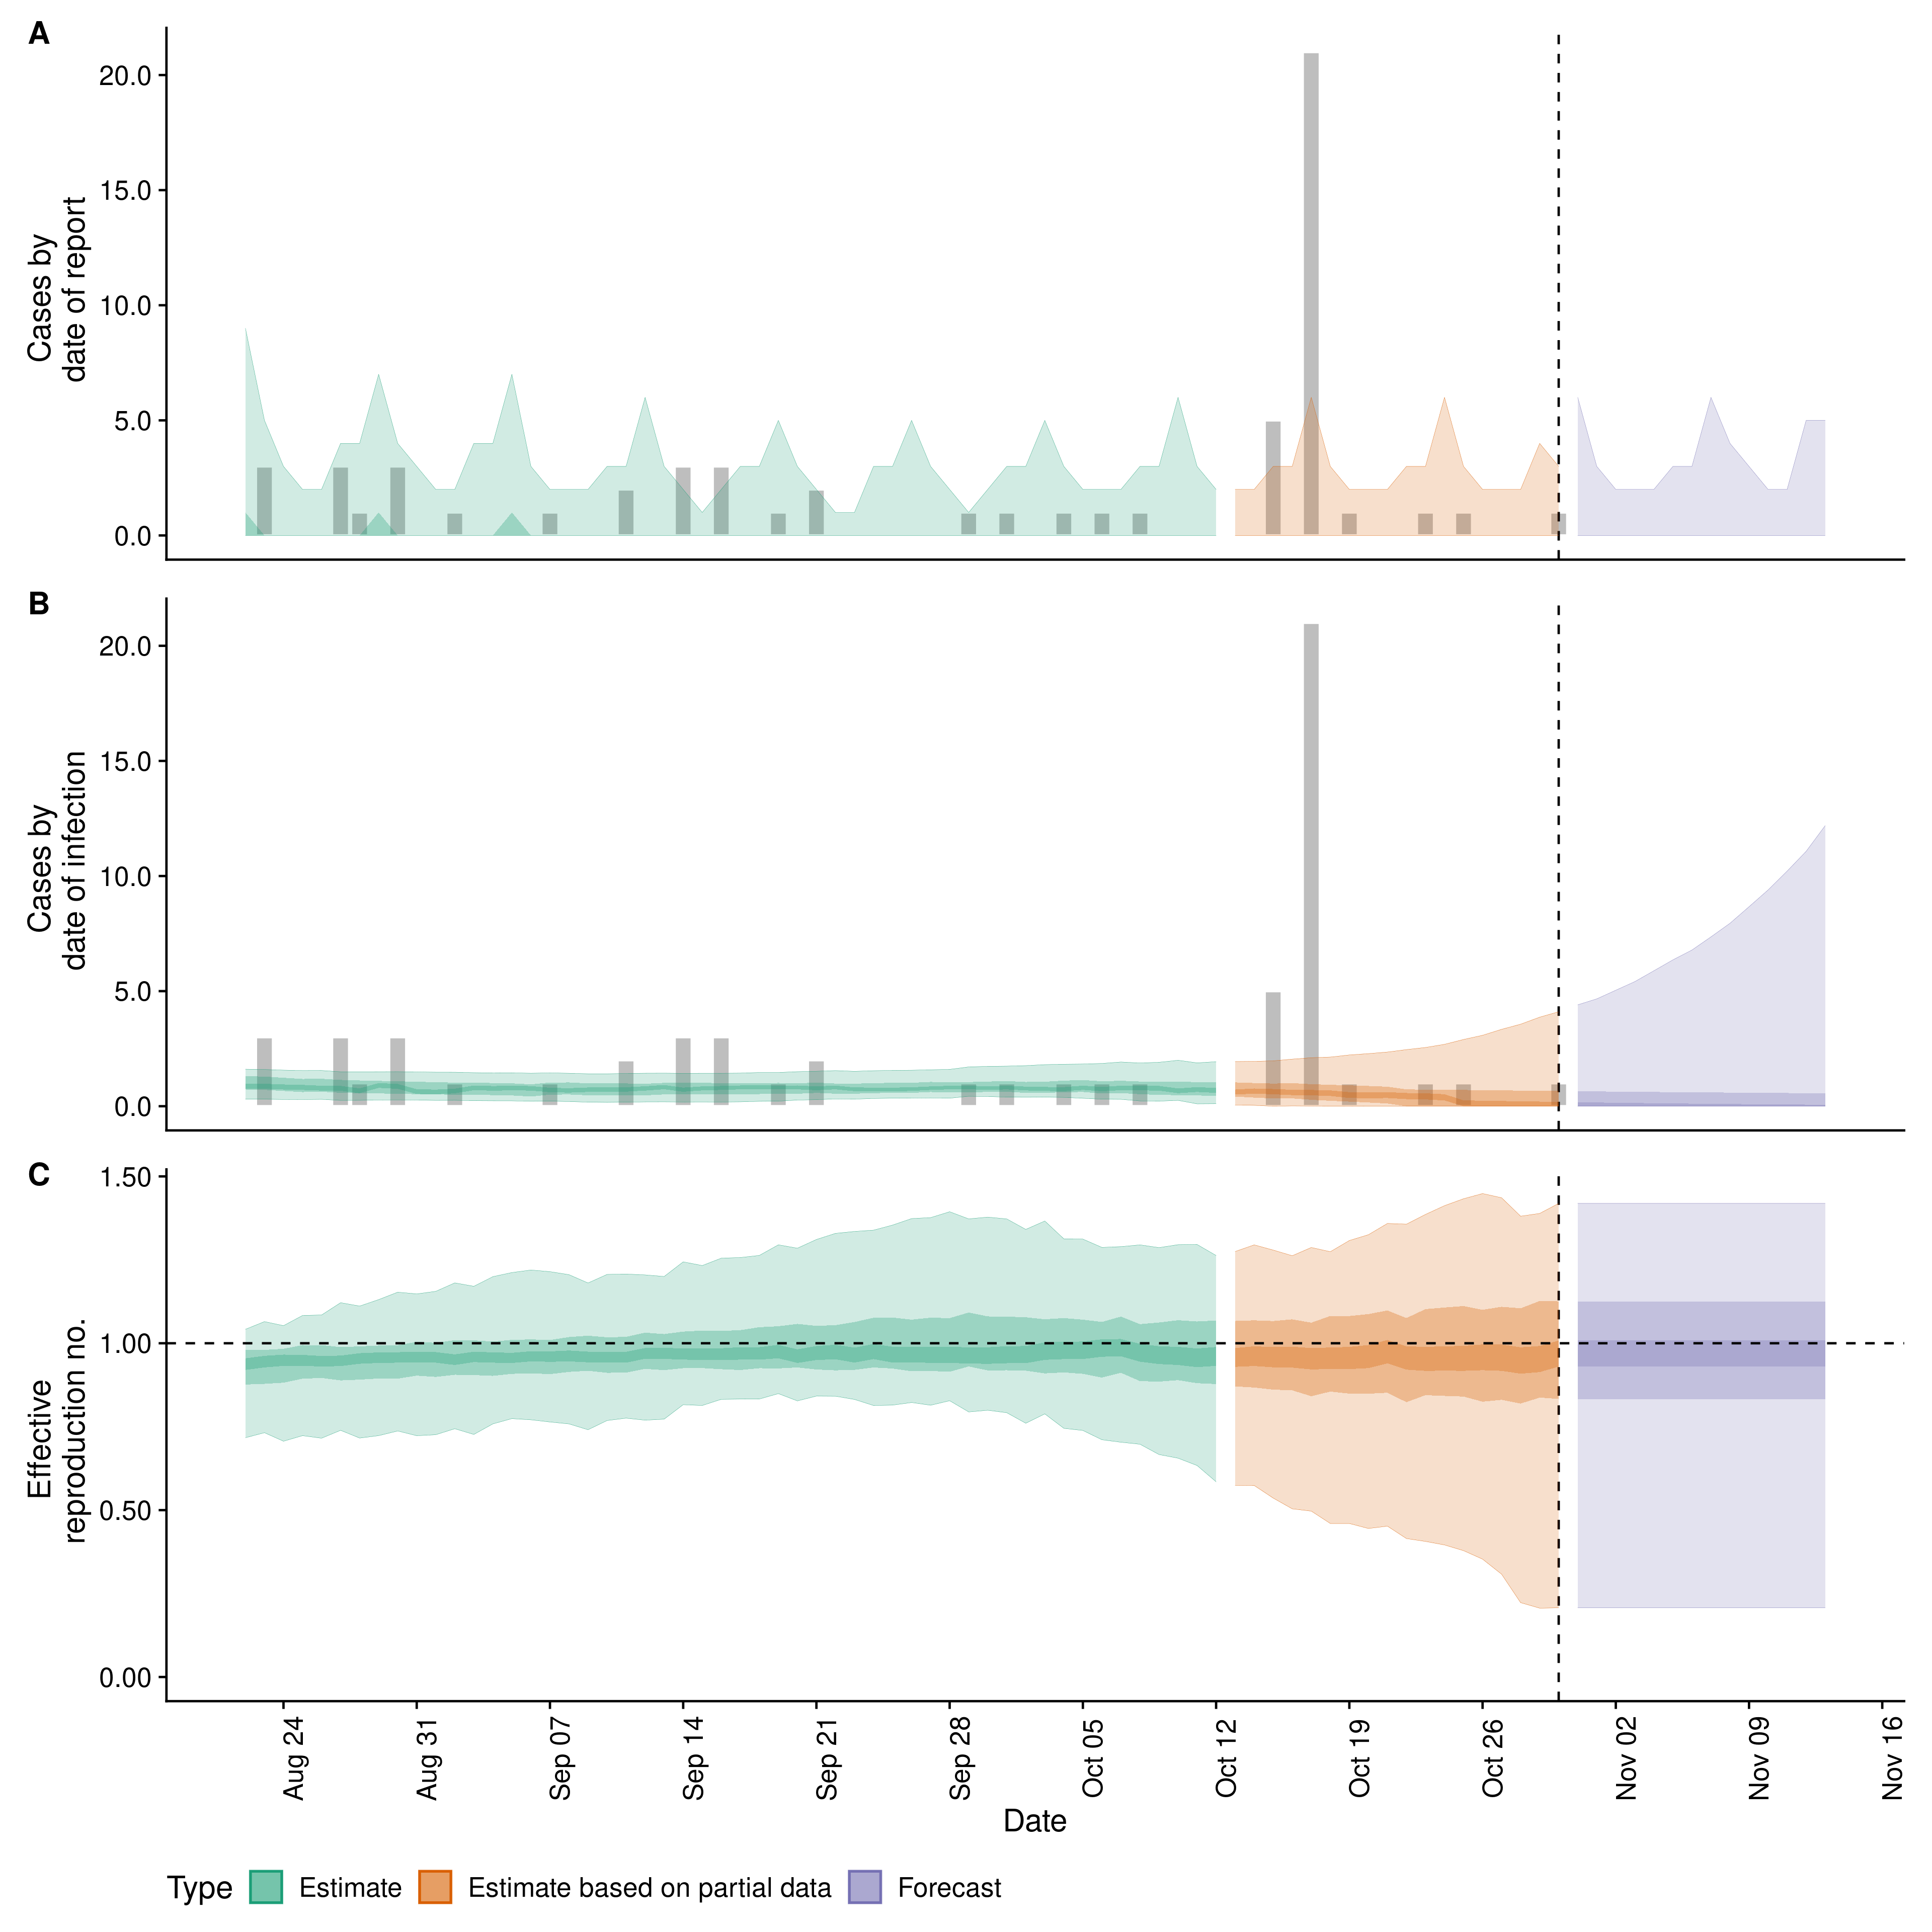 A
Cases by
date of report
20.0
15.0
10.0
5.0
0.0
B
Cases by
date of infection
20.0
15.0
10.0
5.0
0.0
C
Effective
reproduction no.
1.50
1.00
0.50
0.00
Aug 24
Aug 31
Sep 07
Sep 14
Sep 21
Sep 28
Oct 05
Oct 12
Oct 19
Oct 26
Nov 02
Nov 09
Nov 16
Date
Type
Estimate
Estimate based on partial data
Forecast